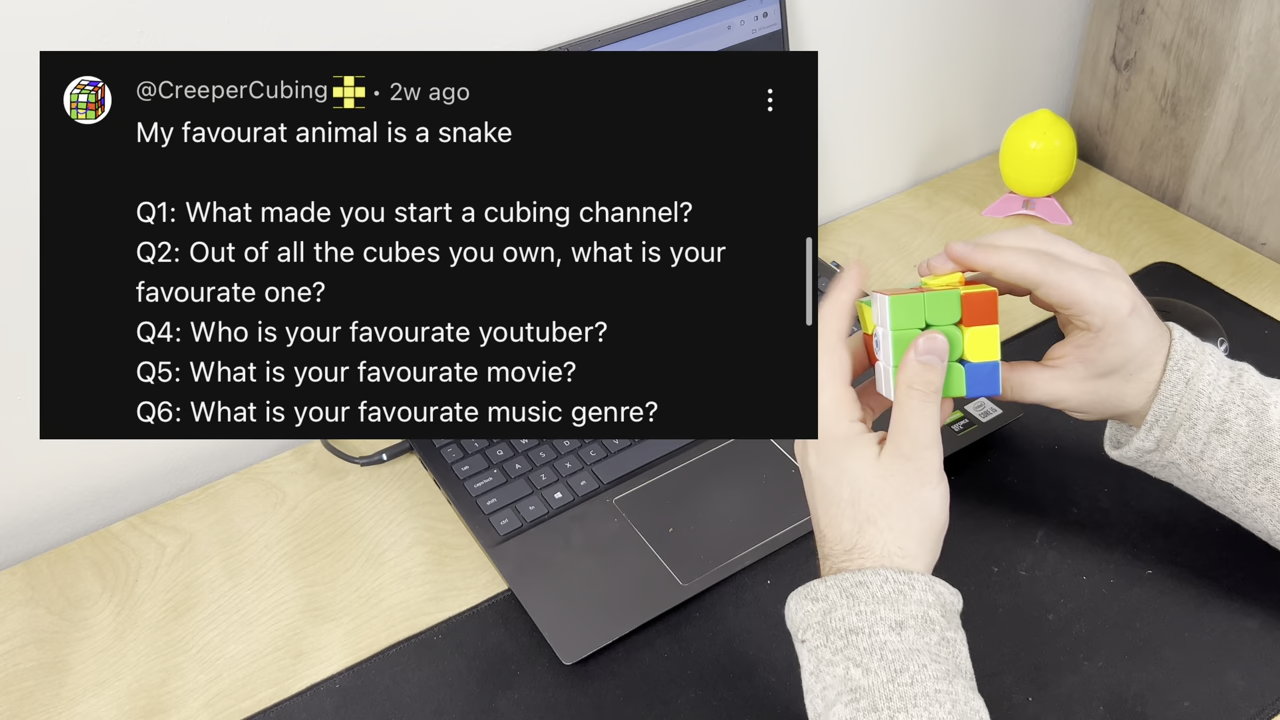 @CreeperCubing • 2w ago
My favourat animal is a snake
Q1: What made you start a cubing channel?
Q2: Out of all the cubes you own, what is your
favourate one?
Q4: Who is your favourate youtuber?
Q5: What is your favourate movie?
Q6: What is your favourate music genre?